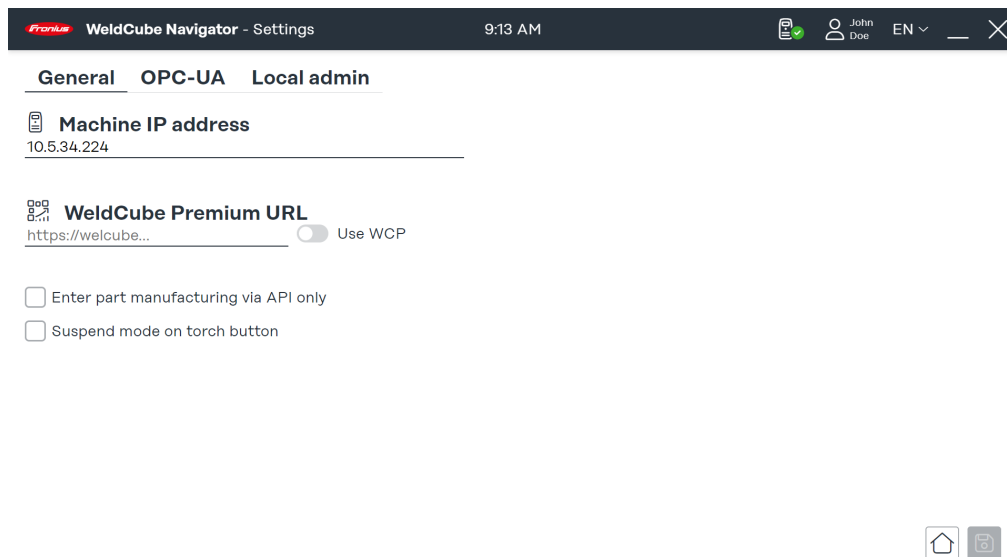 Fronius WeldCube Navigator - Settings 9:13 AM John Doe EN
General OPC-UA Local admin
Machine IP address
10.5.34.224
WeldCube Premium URL
https://welcube... Use WCP
Enter part manufacturing via API only
Suspend mode on torch button